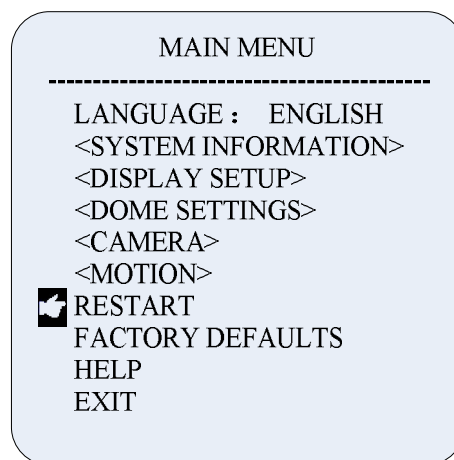 MAIN MENU
LANGUAGE： ENGLISH
<SYSTEM INFORMATION>
<DISPLAY SETUP>
<DOME SETTINGS>
<CAMERA>
<MOTION>
RESTART
FACTORY DEFAULTS
HELP
EXIT